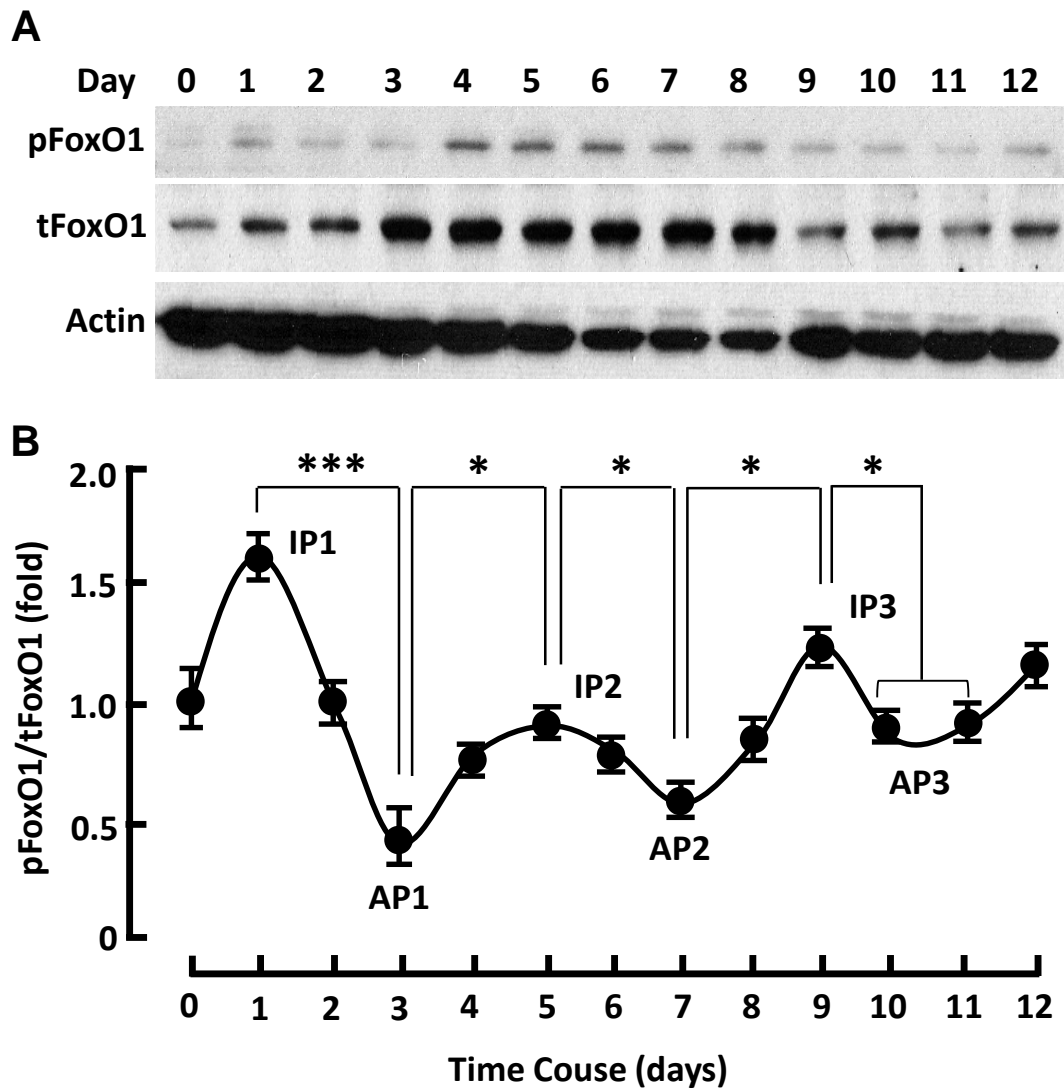 A
Day 0 1 2 3 4 5 6 7 8 9 10 11 12
pFoxO1
tFoxO1
Actin
B
pFoxO1/tFoxO1 (fold)
2.0
1.5
1.0
0.5
0
*** * * * *
IP1
IP2
IP3
AP1
AP2
AP3
0 1 2 3 4 5 6 7 8 9 10 11 12
Time Couse (days)